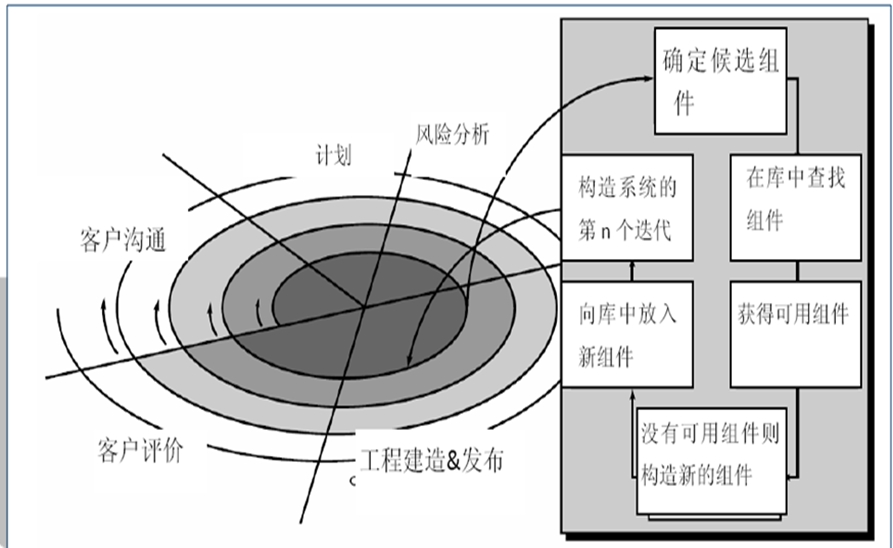 计划
风险分析
客户沟通
客户评价
工程建造&发布
确定候选组
件
在库中查找
组件
获得可用组件
没有可用组件则
构造新的组件
向库中放入
新组件
构造系统的
第 n 个迭代